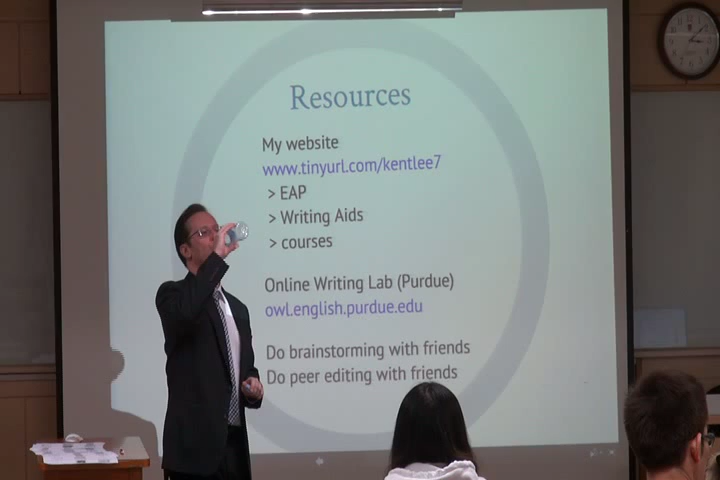 Resources
My website
www.tinyurl.com/kentlee7
> EAP
> Writing Aids
> courses
Online Writing Lab (Purdue)
owl.english.purdue.edu
Do brainstorming with friends
Do peer editing with friends